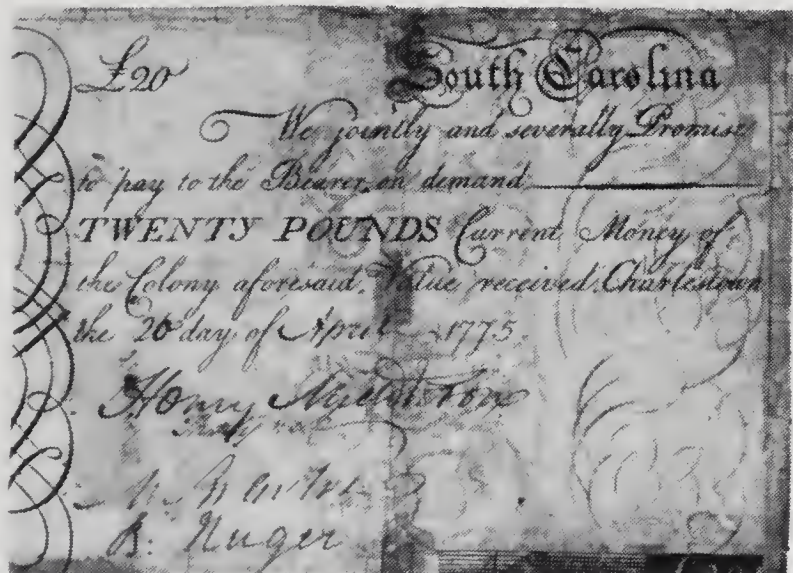 £20
South Carolina
We jointly and severally Promise
to pay to the Bearer, on demand
TWENTY POUNDS Current Money of
the Colony aforesaid. Value received. Charlestown
the 20 day of April 1775.
Henry Middleton
B: Huger